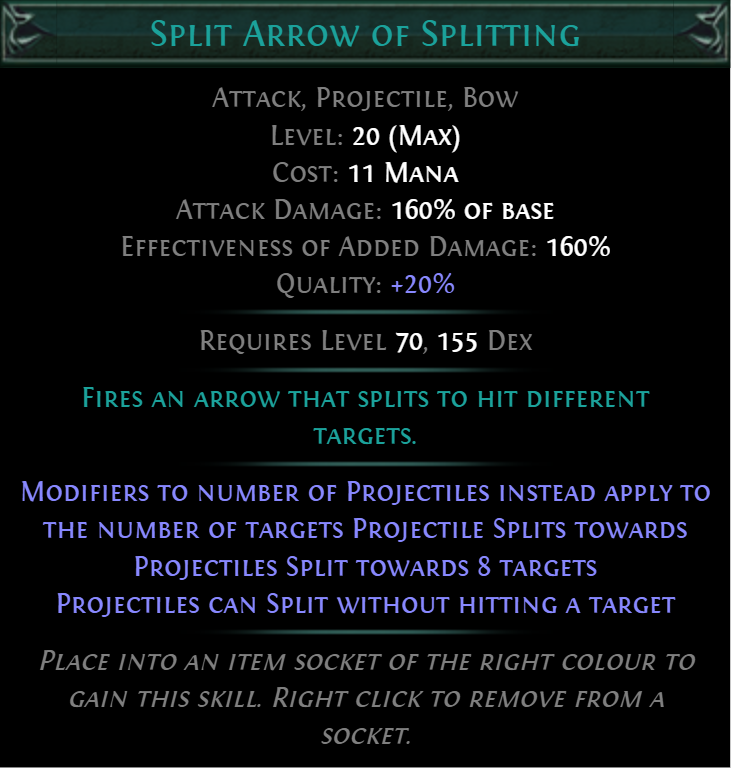 Split Arrow of Splitting
Attack, Projectile, Bow
Level: 20 (Max)
Cost: 11 Mana
Attack Damage: 160% of base
Effectiveness of Added Damage: 160%
Quality: +20%
Requires Level 70, 155 Dex
Fires an arrow that splits to hit different
targets.
Modifiers to number of Projectiles instead apply to
the number of targets Projectile Splits towards
Projectiles Split towards 8 targets
Projectiles can Split without hitting a target
Place into an item socket of the right colour to
gain this skill. Right click to remove from a
socket.